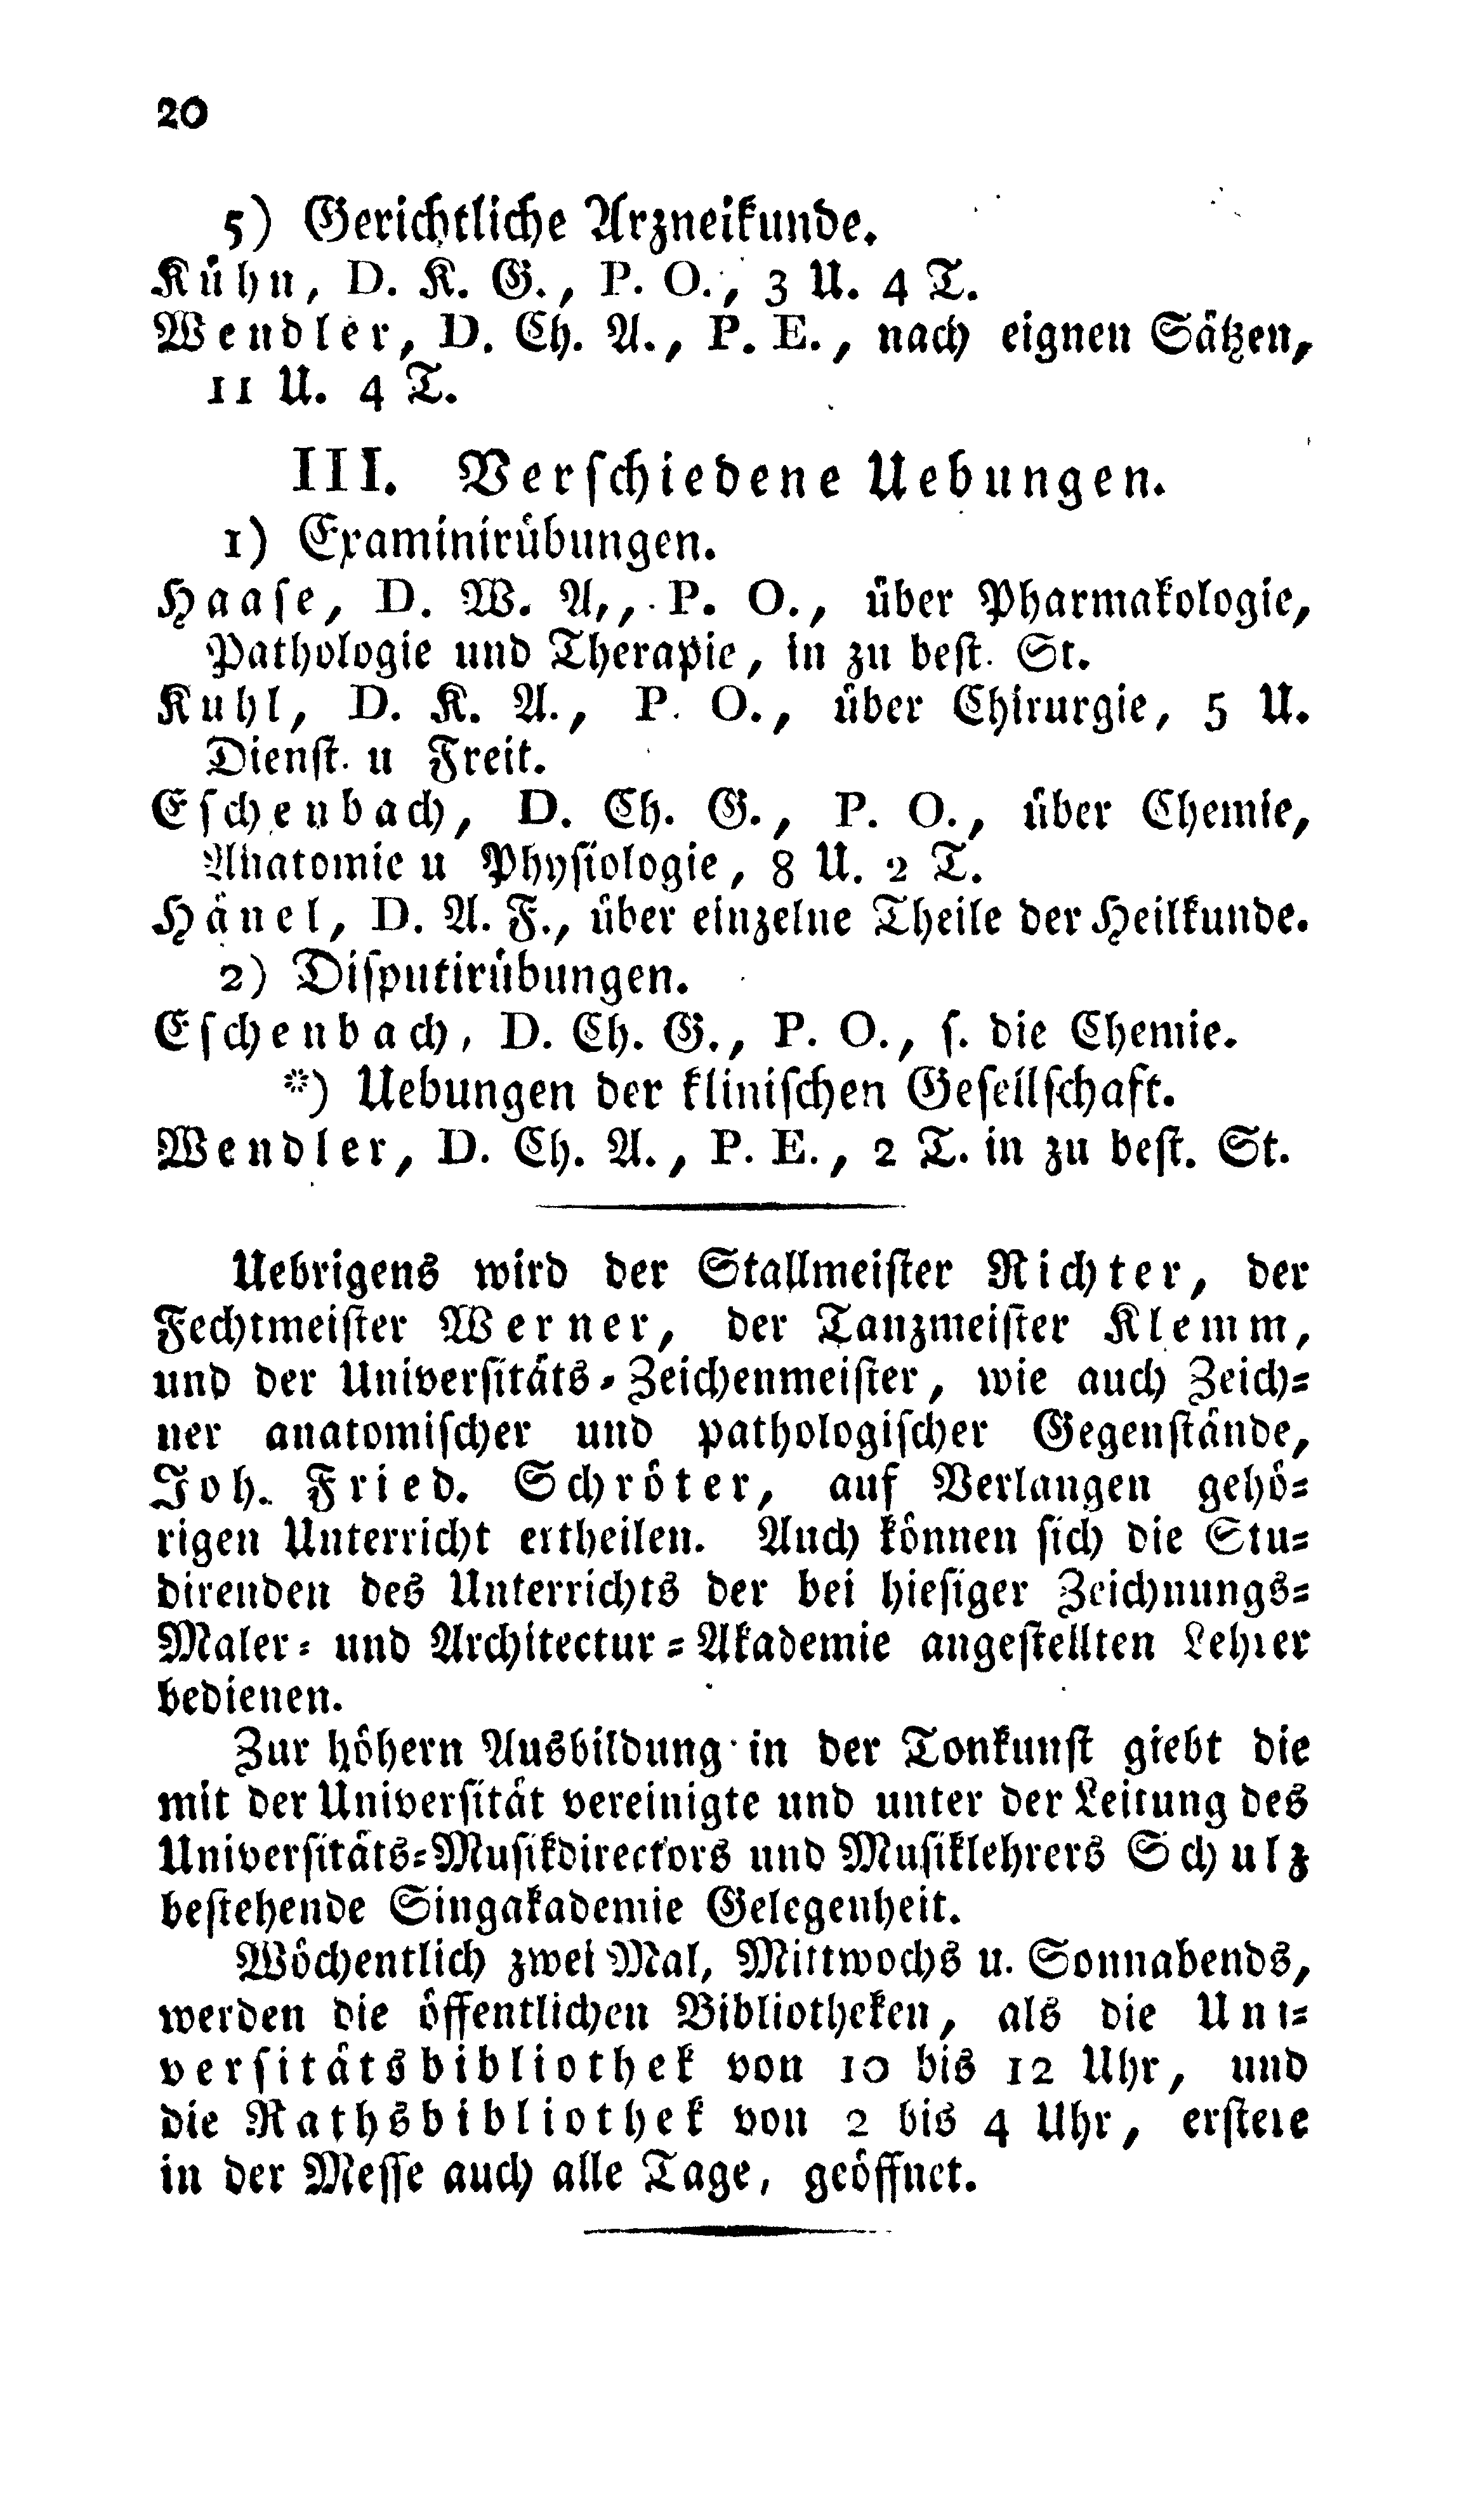 20
5) Gerichtliche Arzneikunde.
Kühn, D. K. G., P. O., 3 U. 4 T.
Wendler, D. Ch. A., P. E., nach eignen Sätzen,
11 U. 4 T.
III. Verschiedene Uebungen.
1) Examinirübungen.
Haase, D. W. A., P. O., über Pharmakologie,
Pathologie und Therapie, in zu best. St.
Kuhl, D. K. A., P. O., über Chirurgie, 5 U.
Dienst. u Freit.
Eschenbach, D. Ch. G., P. O., über Chemie,
Anatomie u Physiologie, 8 U. 2 T.
Hänel, D. A. F., über einzelne Theile der Heilkunde.
2) Disputirübungen.
Eschenbach, D. Ch. G., P. O., s. die Chemie.
*) Uebungen der klinischen Gesellschaft.
Wendler, D. Ch. A., P. E., 2 T. in zu best. St.
Uebrigens wird der Stallmeister Richter, der
Fechtmeister Werner, der Tanzmeister Klemm,
und der Universitäts-Zeichenmeister, wie auch Zeich-
ner anatomischer und pathologischer Gegenstände,
Joh. Fried. Schröter, auf Verlangen gehö-
rigen Unterricht ertheilen. Auch können sich die Stu-
direnden des Unterrichts der bei hiesiger Zeichnungs-
Maler- und Architectur-Akademie angestellten Lehrer
bedienen.
Zur höhern Ausbildung in der Tonkunst giebt die
mit der Universität vereinigte und unter der Leitung des
Universitäts-Musikdirectors und Musiklehrers Schulz
bestehende Singakademie Gelegenheit.
Wöchentlich zwei Mal, Mittwochs u. Sonnabends,
werden die öffentlichen Bibliotheken, als die Uni-
versitätsbibliothek von 10 bis 12 Uhr, und
die Rathsbibliothek von 2 bis 4 Uhr, erstere
in der Messe auch alle Tage, geöffnet.